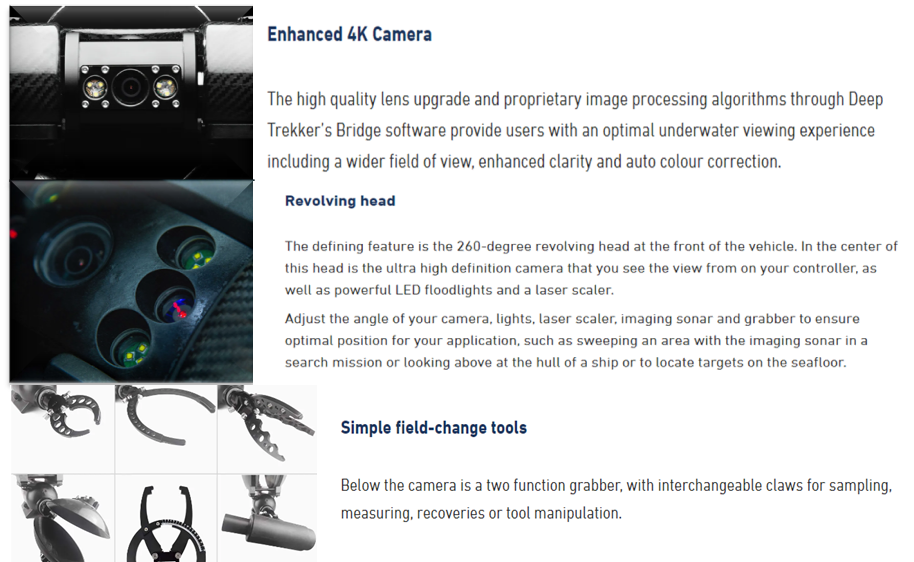 Enhanced 4K Camera
The high quality lens upgrade and proprietary image processing algorithms through Deep
Trekker's Bridge software provide users with an optimal underwater viewing experience
including a wider field of view, enhanced clarity and auto colour correction.
Revolving head
The defining feature is the 260-degree revolving head at the front of the vehicle. In the center of
this head is the ultra high definition camera that you see the view from on your controller, as
well as powerful LED floodlights and a laser scaler.
Adjust the angle of your camera, lights, laser scaler, imaging sonar and grabber to ensure
optimal position for your application, such as sweeping an area with the imaging sonar in a
search mission or looking above at the hull of a ship or to locate targets on the seafloor.
Simple field-change tools
Below the camera is a two function grabber, with interchangeable claws for sampling,
measuring, recoveries or tool manipulation.